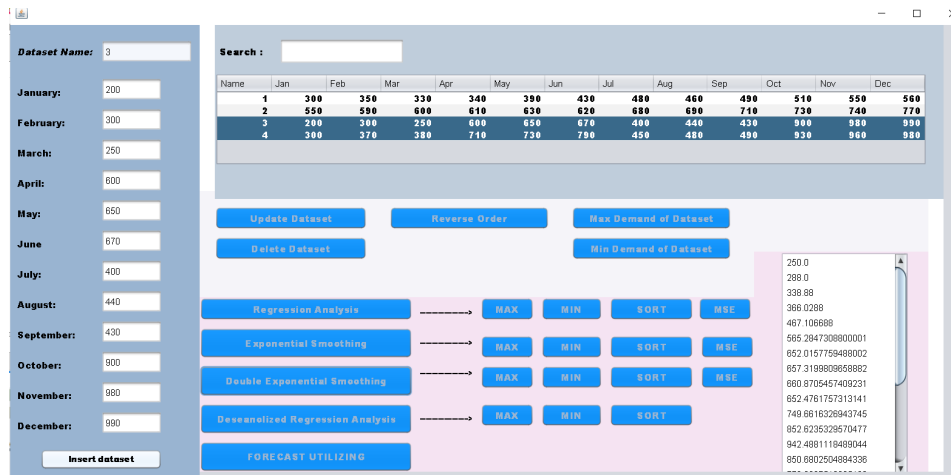 Dataset Name: 3
January: 200
February: 300
March: 250
April: 600
May: 650
June 670
July: 400
August: 440
September: 430
October: 900
November: 980
December: 990
Insert dataset
Search :
Name Jan Feb Mar Apr May Jun Jul Aug Sep Oct Nov Dec
1 300 350 330 340 390 430 480 460 490 510 550 560
2 550 590 600 610 630 620 680 690 710 730 740 770
3 200 300 250 600 650 670 400 440 430 900 980 990
4 300 370 380 710 730 790 450 480 490 930 960 980
Update Dataset Reverse Order Max Demand of Dataset
Delete Dataset Min Demand of Dataset
Regression Analysis --------> MAX MIN SORT MSE
Exponential Smoothing --------> MAX MIN SORT MSE
Double Exponential Smoothing --------> MAX MIN SORT MSE
Deseanolized Regression Analysis --------> MAX MIN SORT
FORECAST UTILIZING
250.0
288.0
338.88
366.0288
467.106688
565.2847308800001
652.0157759488002
657.3199809658882
660.8705457409231
652.4761757313141
749.6616326943745
852.6235329570477
942.4881118489044
850.6802504884336